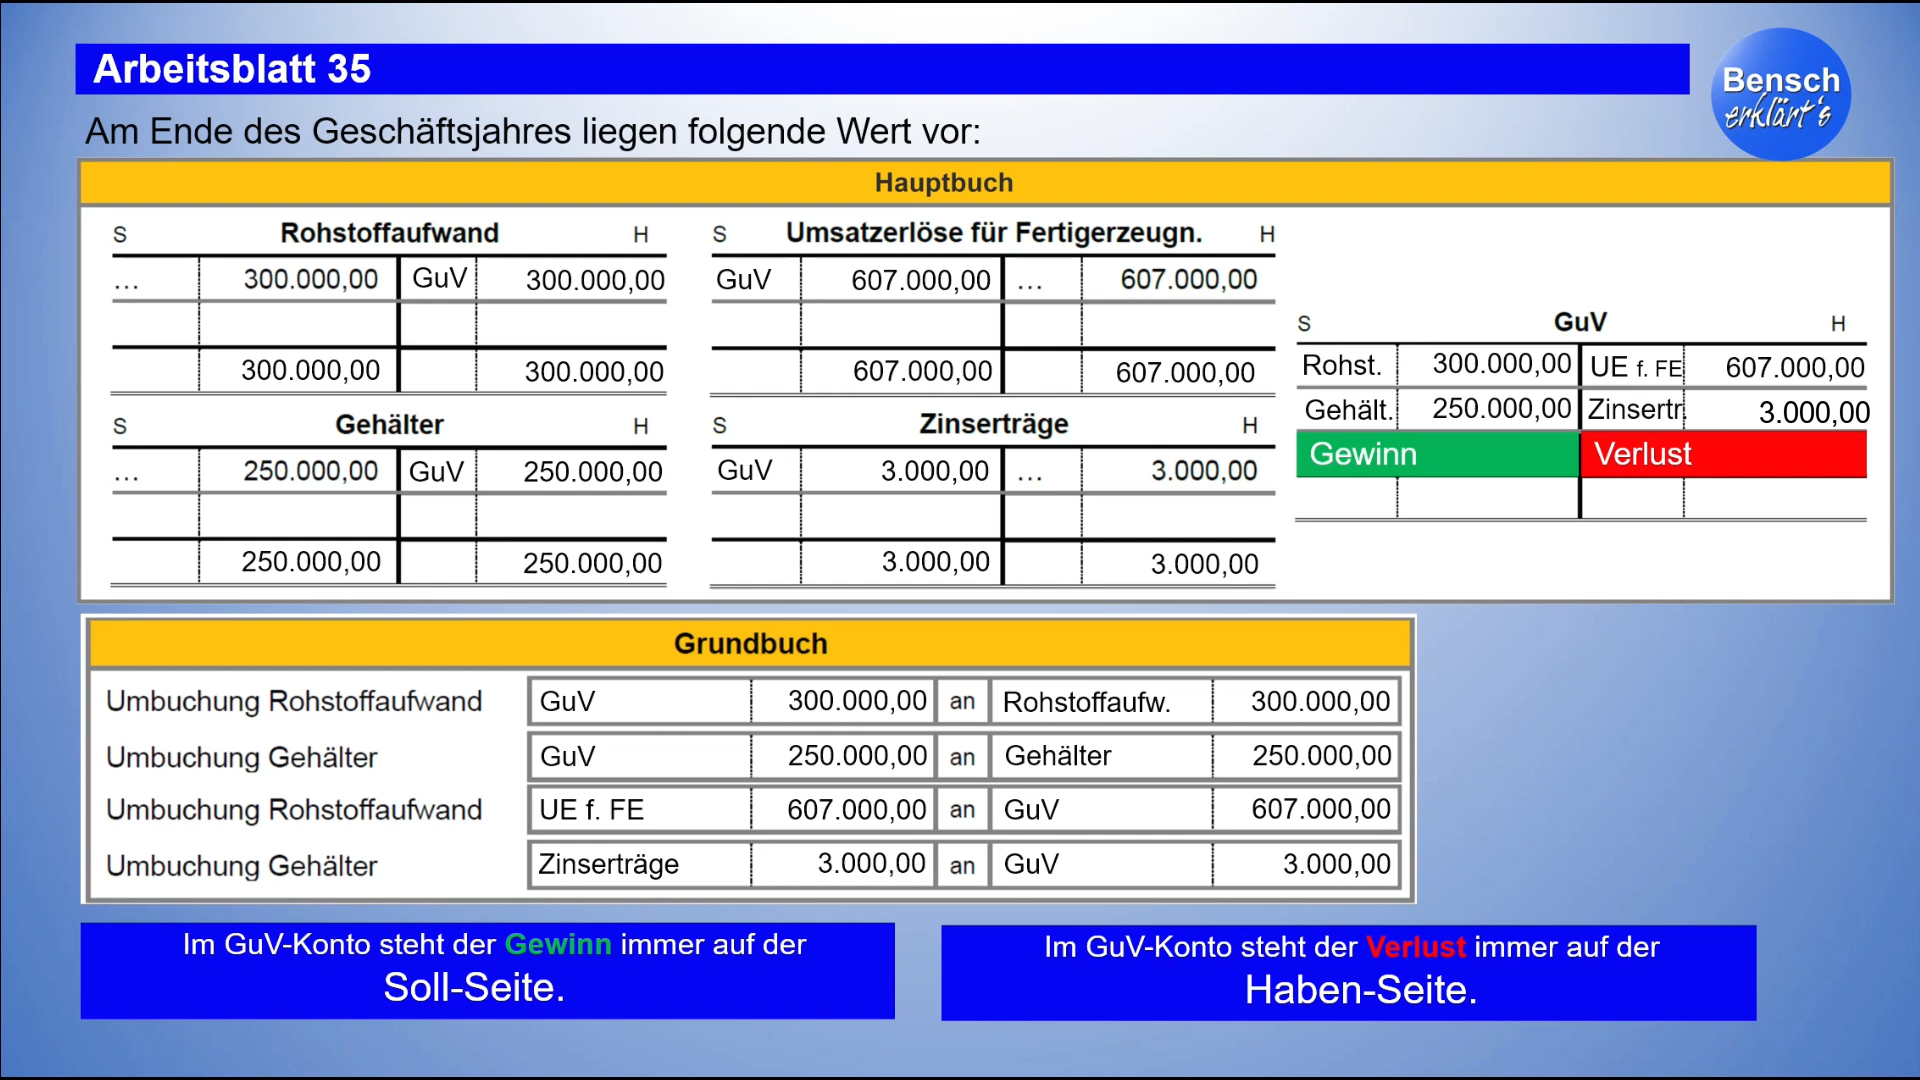 Arbeitsblatt 35
Bensch
erklärt's
Am Ende des Geschäftsjahres liegen folgende Wert vor:
Hauptbuch
S Rohstoffaufwand H
... 300.000,00 GuV 300.000,00
300.000,00 300.000,00
S Umsatzerlöse für Fertigerzeugn. H
GuV 607.000,00 ... 607.000,00
607.000,00 607.000,00
S Gehälter H
... 250.000,00 GuV 250.000,00
250.000,00 250.000,00
S Zinserträge H
GuV 3.000,00 ... 3.000,00
3.000,00 3.000,00
S GuV H
Rohst. 300.000,00 UE f. FE 607.000,00
Gehält. 250.000,00 Zinsertr. 3.000,00
Gewinn Verlust
Grundbuch
Umbuchung Rohstoffaufwand GuV 300.000,00 an Rohstoffaufw. 300.000,00
Umbuchung Gehälter GuV 250.000,00 an Gehälter 250.000,00
Umbuchung Rohstoffaufwand UE f. FE 607.000,00 an GuV 607.000,00
Umbuchung Gehälter Zinserträge 3.000,00 an GuV 3.000,00
Im GuV-Konto steht der Gewinn immer auf der
Soll-Seite.
Im GuV-Konto steht der Verlust immer auf der
Haben-Seite.